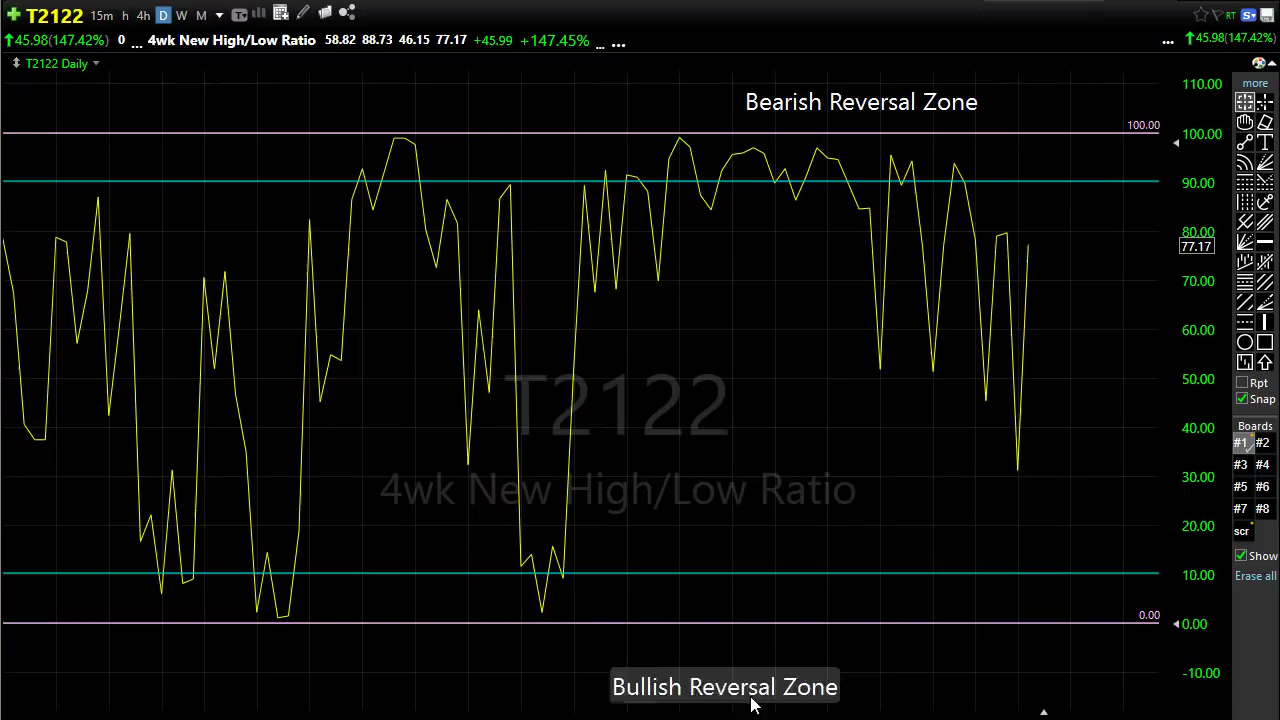 T2122 15m h 4h D W M T RT S
45.98(147.42%) 0 ... 4wk New High/Low Ratio 58.82 88.73 46.15 77.17 +45.99 +147.45% ... ... ... 45.98(147.42%)
T2122 Daily
more
Bearish Reversal Zone
110.00
100.00
100.00
90.00
80.00
77.17
70.00
60.00
50.00
40.00
30.00
20.00
10.00
0.00
0.00
-10.00
T2122
4wk New High/Low Ratio
Bullish Reversal Zone
T
Rpt
Snap
Boards
#1 #2
#3 #4
#5 #6
#7 #8
scr
Show
Erase all